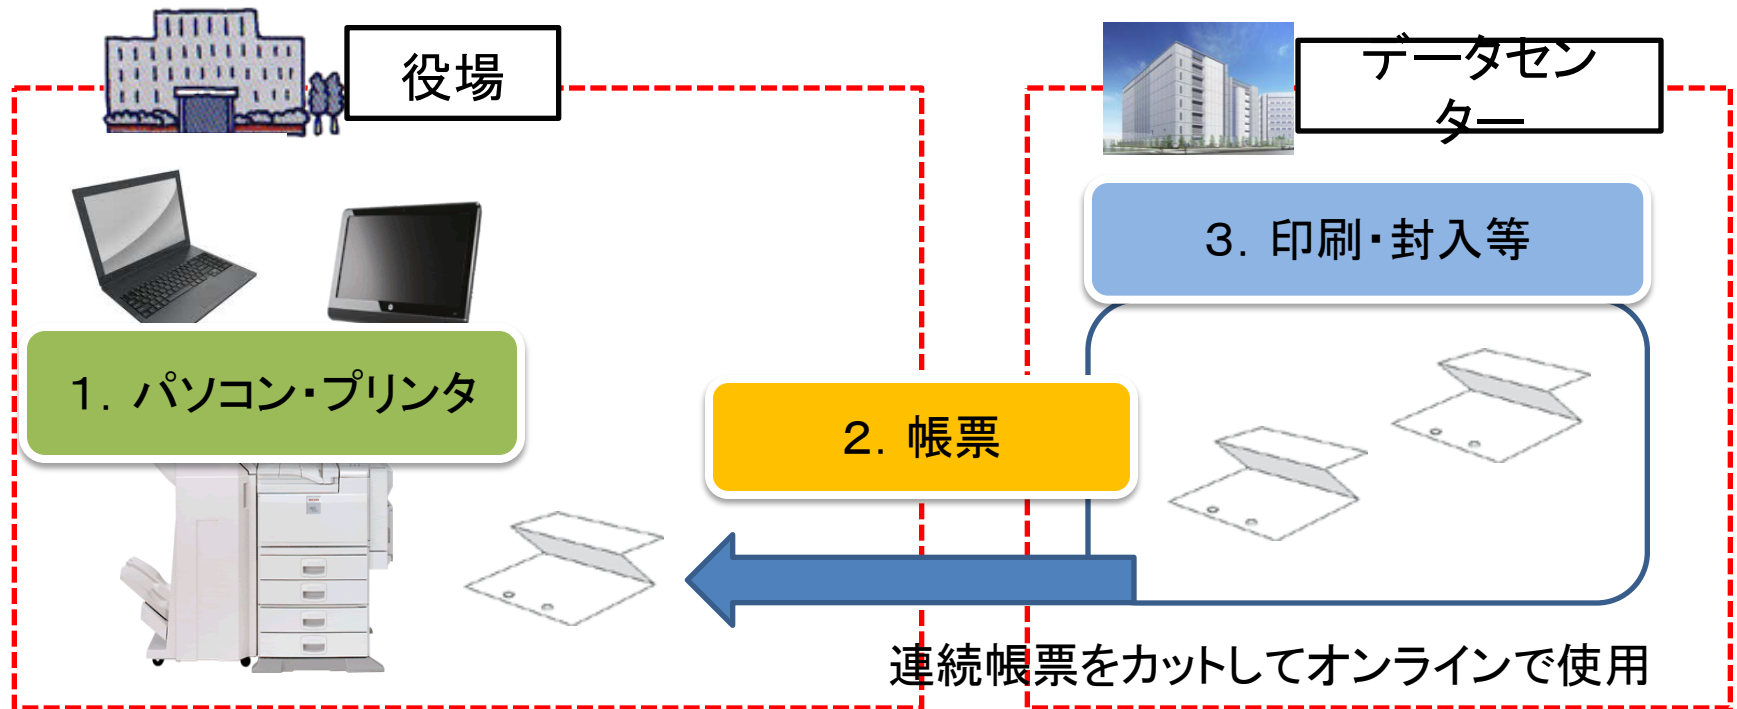 役場
データセン
ター
３．印刷・封入等
１．パソコン・プリンタ
２．帳票
連続帳票をカットしてオンラインで使用